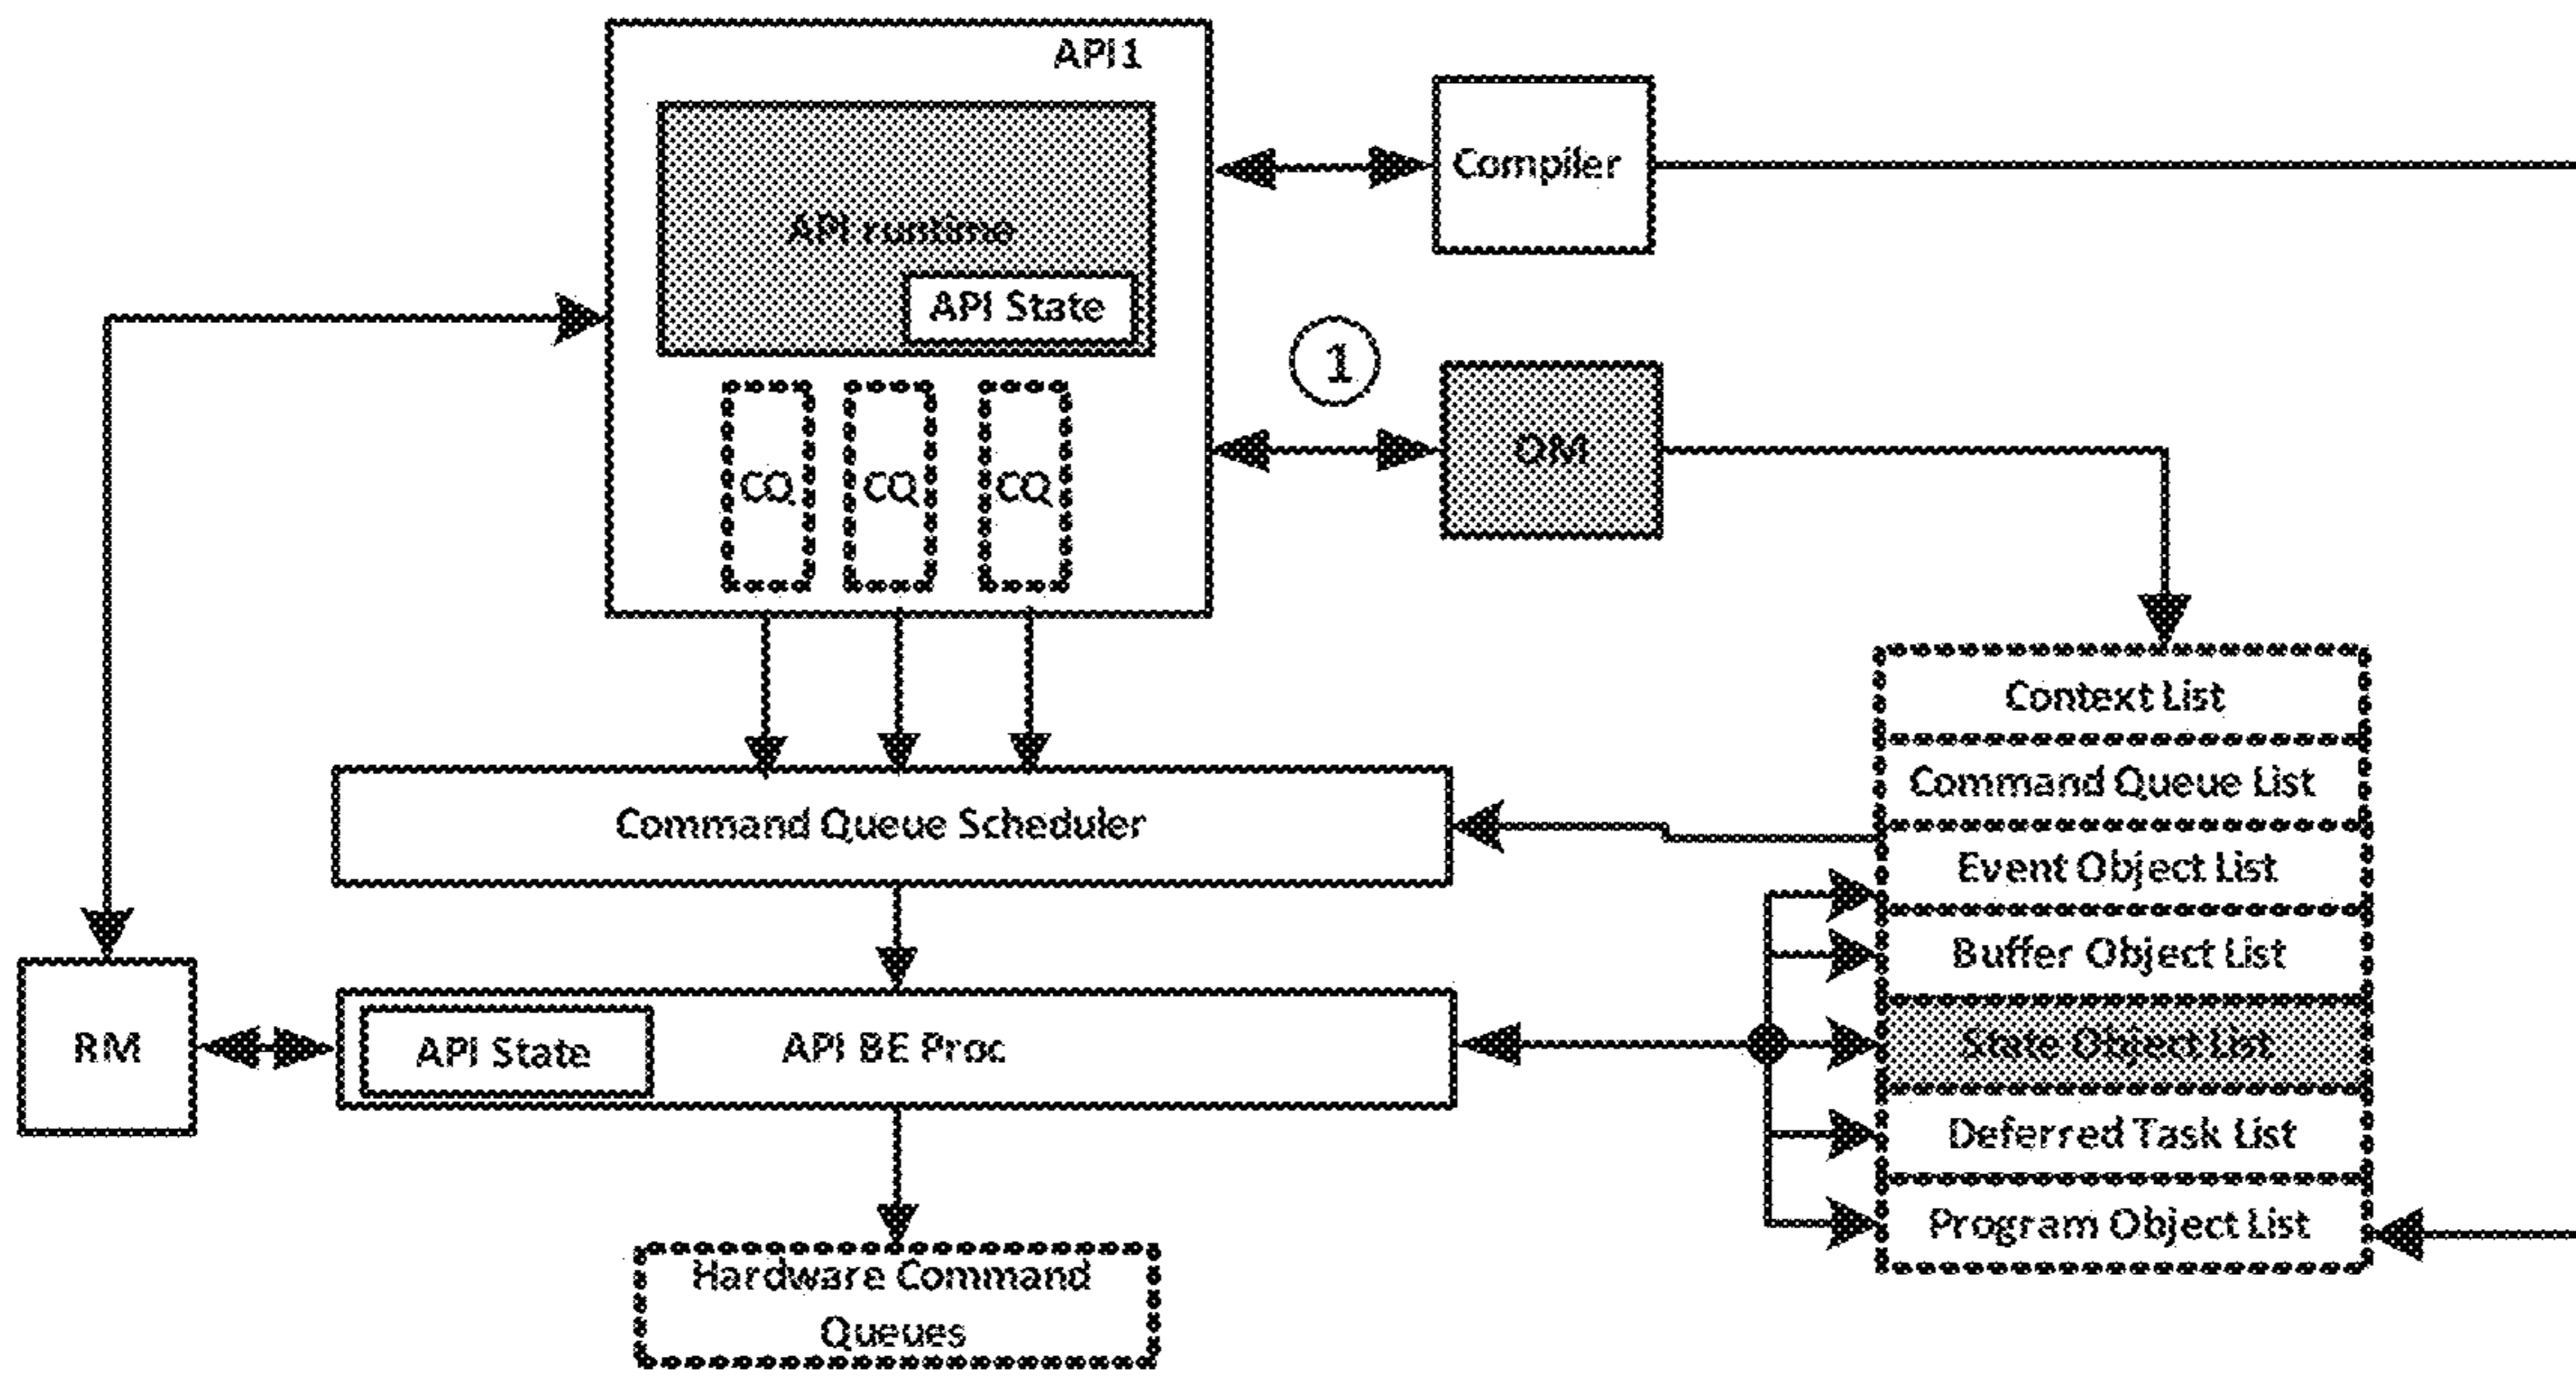 API1
API runtime
API State
Compiler
1
OM
CQ
CQ
CQ
Context List
Command Queue List
Event Object List
Buffer Object List
State Object List
Deferred Task List
Program Object List
Command Queue Scheduler
RM
API State
API BE Proc
Hardware Command
Queues